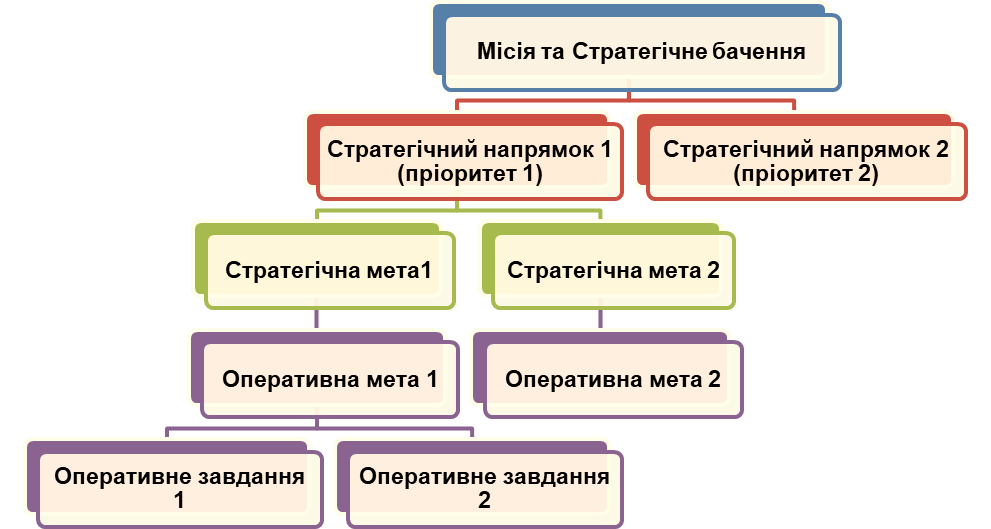 Місія та Стратегічне бачення
Стратегічний напрямок 1
(пріоритет 1)
Стратегічний напрямок 2
(пріоритет 2)
Стратегічна мета1
Стратегічна мета 2
Оперативна мета 1
Оперативна мета 2
Оперативне завдання
1
Оперативне завдання
2